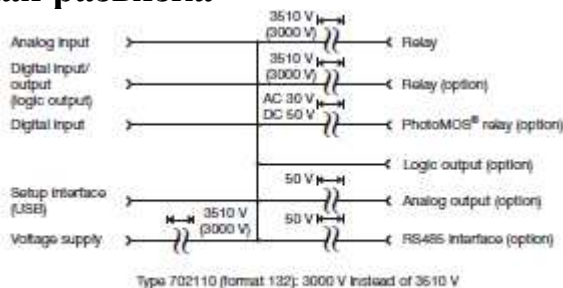 развязка
3510 V
(3000 V)
Analog input
Relay
3510 V
(3000 V)
Digital input/
output
(logic output)
Relay (option)
AC 30 V
DC 50 V
Digital input
PhotoMOS® relay (option)
Logic output (option)
Setup interface
(USB)
50 V
Analog output (option)
3510 V
(3000 V)
Voltage supply
50 V
RS485 interface (option)
Type 702110 (format 132): 3000 V instead of 3510 V